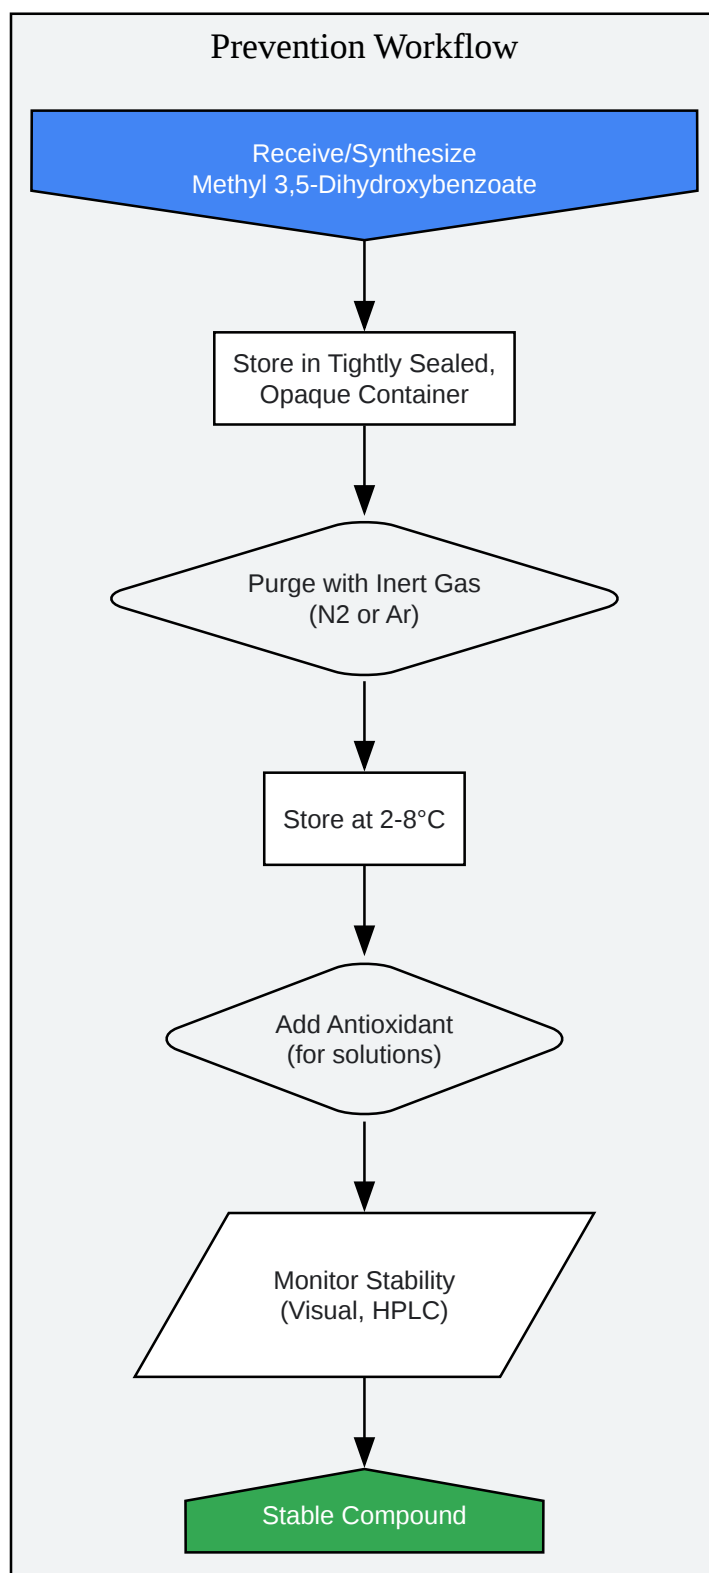 Prevention Workflow
Receive/Synthesize
Methyl 3,5-Dihydroxybenzoate
Store in Tightly Sealed,
Opaque Container
Purge with Inert Gas
(N2 or Ar)
Store at 2-8°C
Add Antioxidant
(for solutions)
Monitor Stability
(Visual, HPLC)
Stable Compound